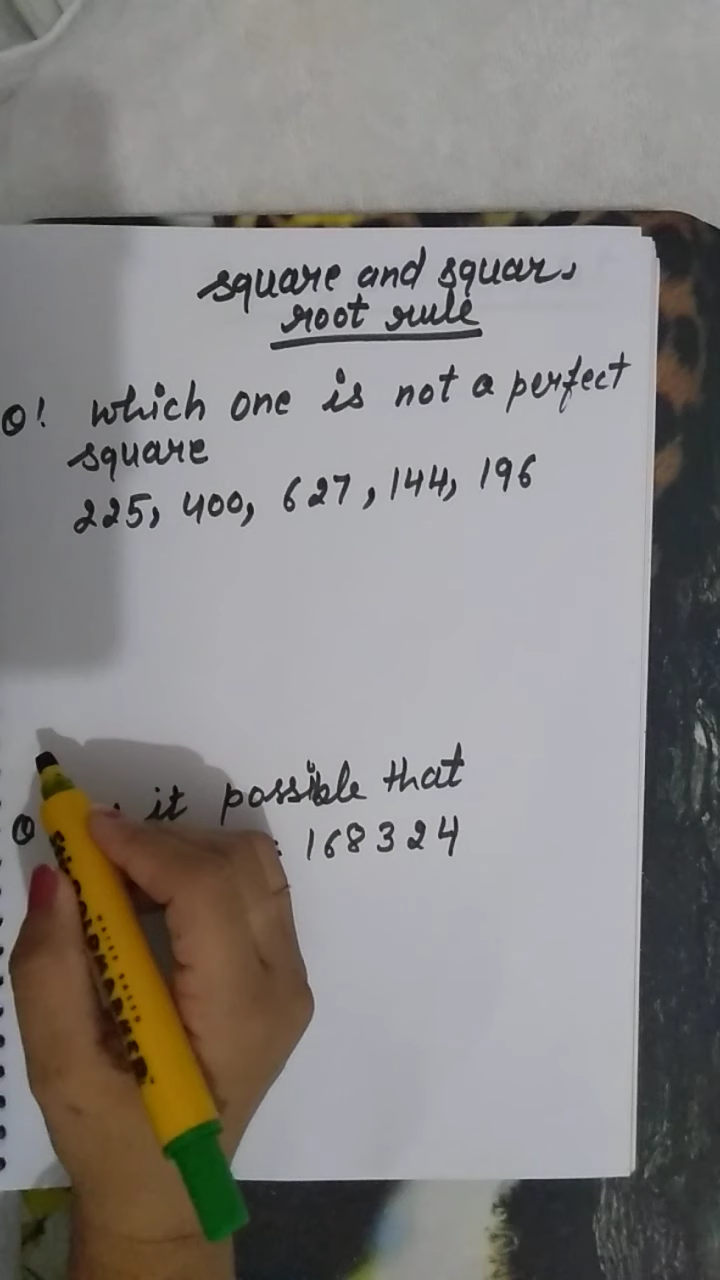 square and squar
root rule
Q! which one is not a perfect
square
225, 400, 627, 144, 196
Q it possible that
: 168324